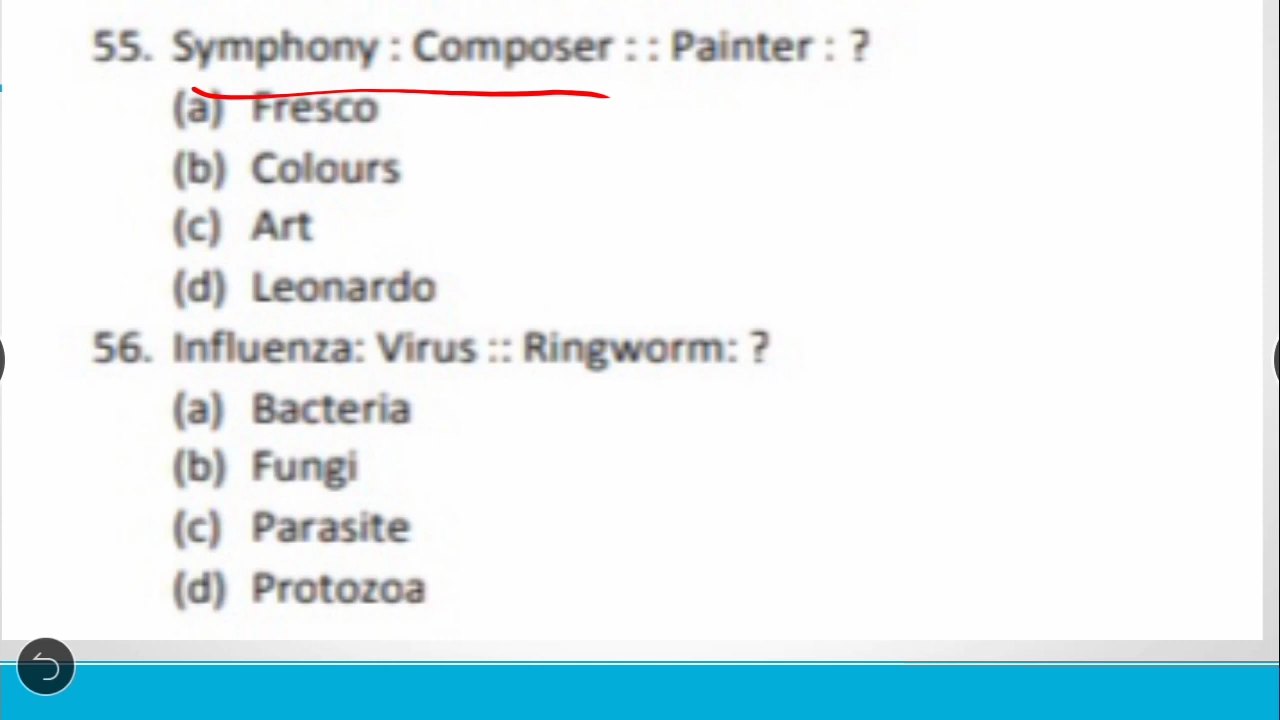 55. Symphony : Composer : : Painter : ?
(a) Fresco
(b) Colours
(c) Art
(d) Leonardo
56. Influenza: Virus :: Ringworm: ?
(a) Bacteria
(b) Fungi
(c) Parasite
(d) Protozoa